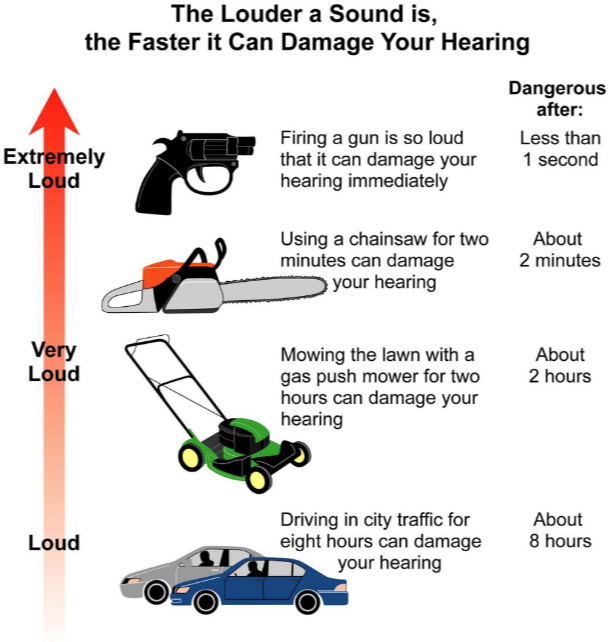 The Louder a Sound is,
the Faster it Can Damage Your Hearing
Dangerous
after:
Extremely
Loud
Firing a gun is so loud
that it can damage your
hearing immediately
Less than
1 second
Using a chainsaw for two
minutes can damage
your hearing
About
2 minutes
Very
Loud
Mowing the lawn with a
gas push mower for two
hours can damage your
hearing
About
2 hours
Loud
Driving in city traffic for
eight hours can damage
your hearing
About
8 hours